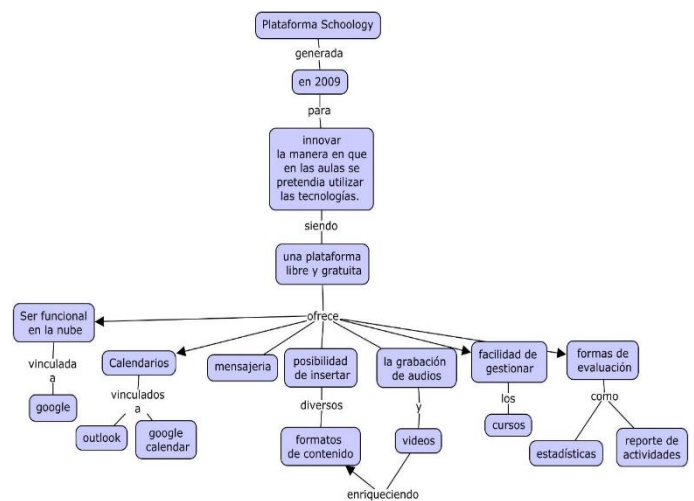 Plataforma Schoology
generada
en 2009
para
innovar
la manera en que
en las aulas se
pretendia utilizar
las tecnologías.
siendo
una plataforma
libre y gratuita
ofrece
Ser funcional
en la nube
vinculada
a
google
Calendarios
vinculados
a
outlook
google
calendar
mensajeria
posibilidad
de insertar
diversos
formatos
de contenido
la grabación
de audios
y
videos
enriqueciendo
facilidad de
gestionar
los
cursos
formas de
evaluación
como
estadísticas
reporte de
actividades